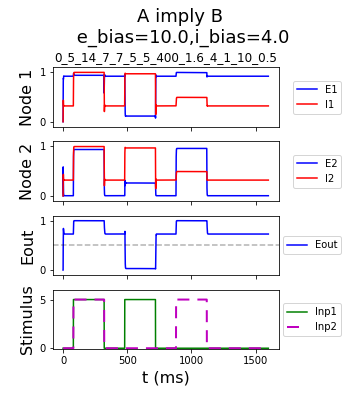 A imply B
e_bias=10.0,i_bias=4.0
0_5_14_7_7_5_5_400_1.6_4_1_10_0.5
Node 1
1
0
E1
I1
Node 2
1
0
E2
I2
Eout
1
0
Eout
Stimulus
5
0
Inp1
Inp2
0 500 1000 1500
t (ms)